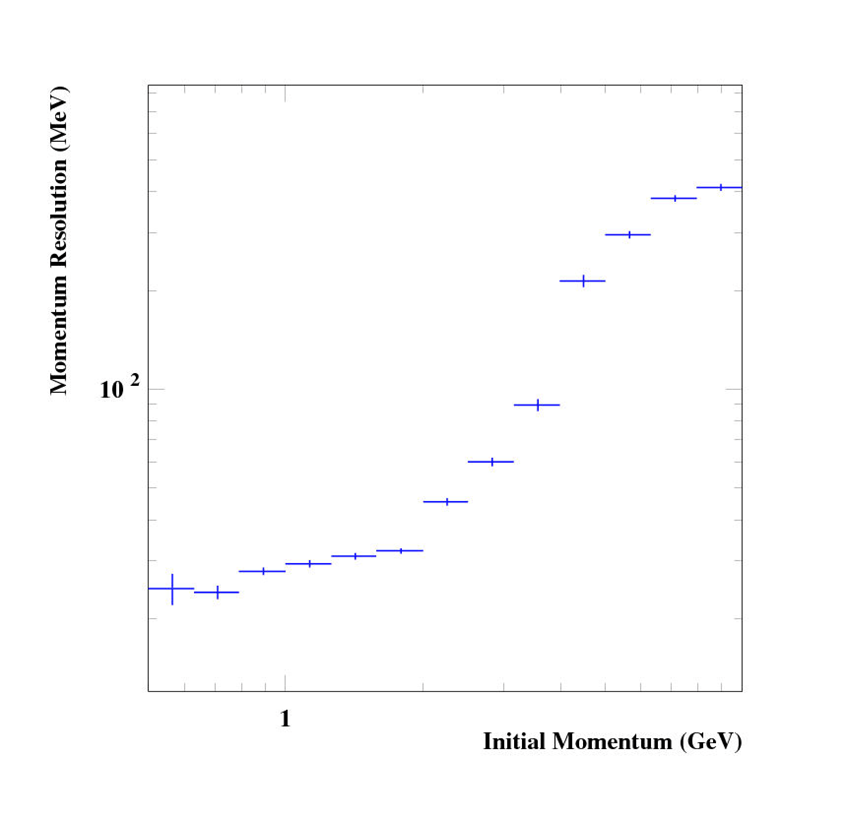 Momentum Resolution (MeV)
10 2
1
Initial Momentum (GeV)